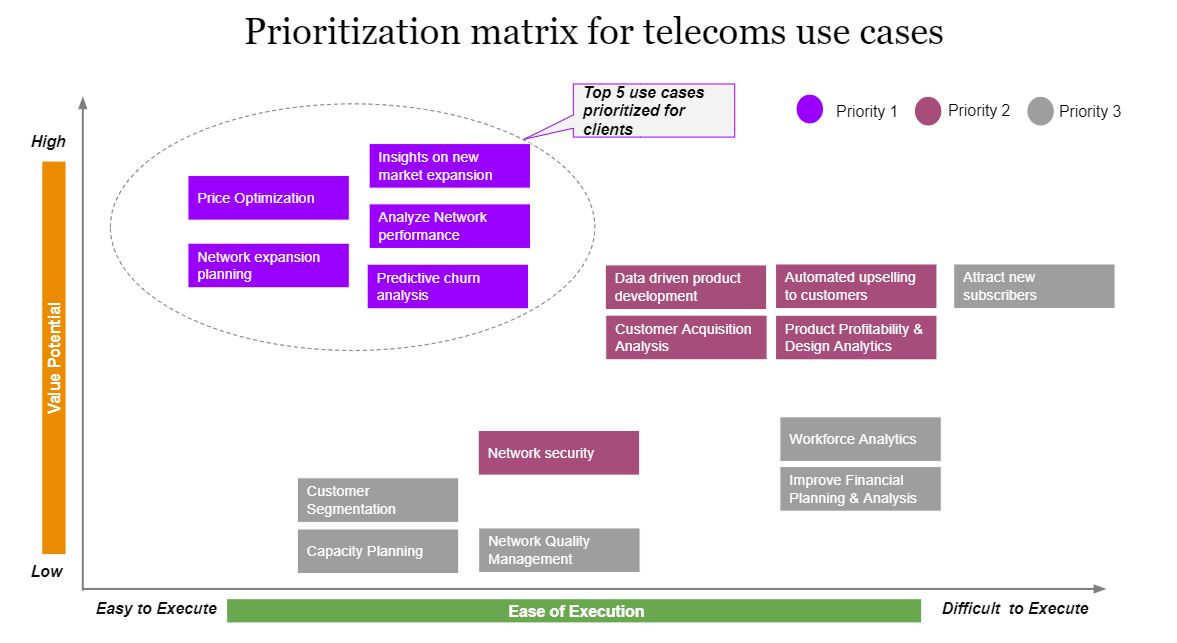 Prioritization matrix for telecoms use cases
Top 5 use cases
prioritized for
clients
Priority 1
Priority 2
Priority 3
High
Value Potential
Low
Insights on new
market expansion
Price Optimization
Analyze Network
performance
Network expansion
planning
Predictive churn
analysis
Data driven product
development
Automated upselling
to customers
Attract new
subscribers
Customer Acquisition
Analysis
Product Profitability &
Design Analytics
Workforce Analytics
Network security
Improve Financial
Planning & Analysis
Customer
Segmentation
Capacity Planning
Network Quality
Management
Easy to Execute
Ease of Execution
Difficult to Execute